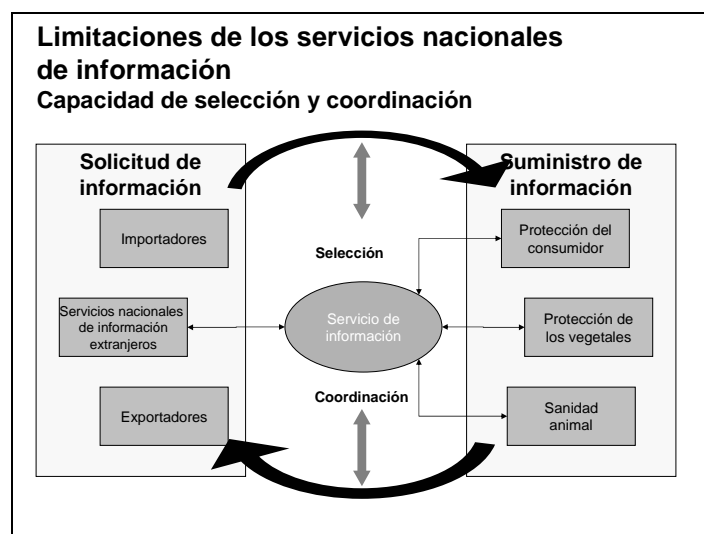 Limitaciones de los servicios nacionales
de información
Capacidad de selección y coordinación
Solicitud de
información
Importadores
Servicios nacionales
de información
extranjeros
Exportadores
Selección
Servicio de
información
Coordinación
Suministro de
información
Protección del
consumidor
Protección de
los vegetales
Sanidad
animal